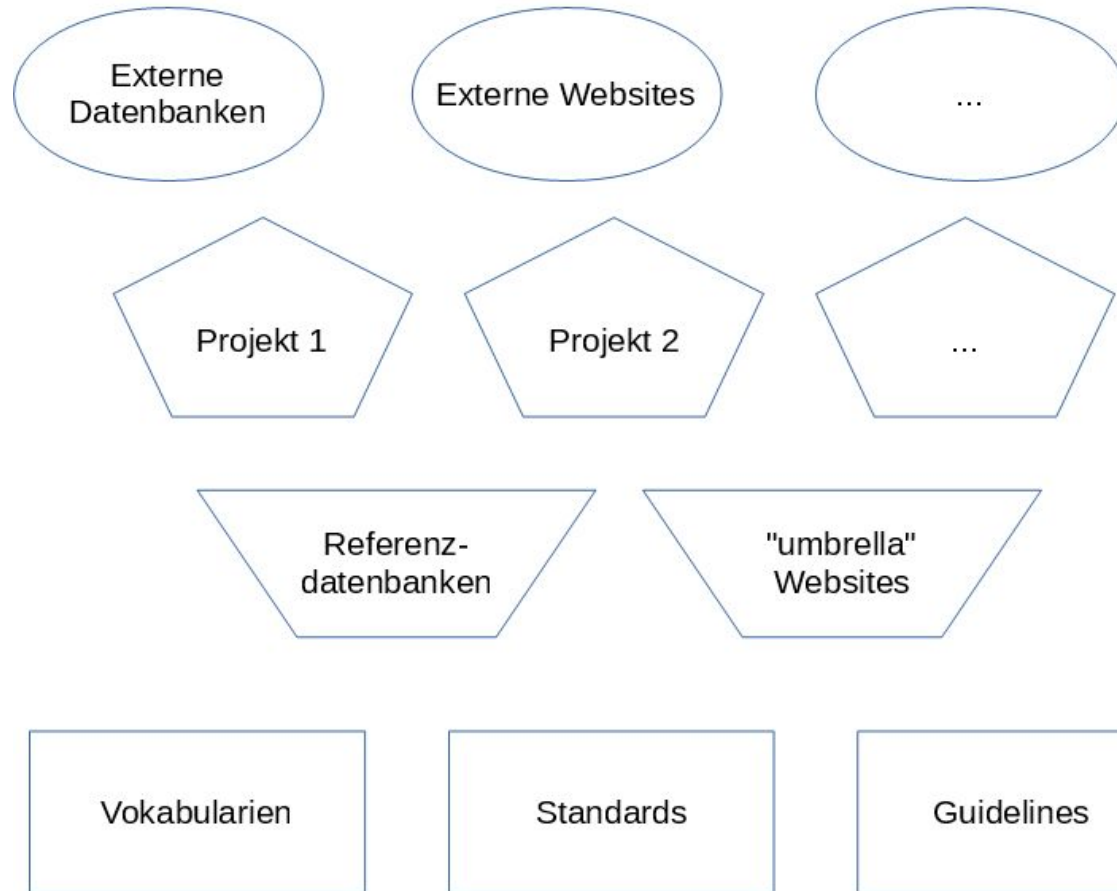 Externe
Datenbanken
Externe Websites
...
Projekt 1
Projekt 2
...
Referenz-
datenbanken
"umbrella"
Websites
Vokabularien
Standards
Guidelines